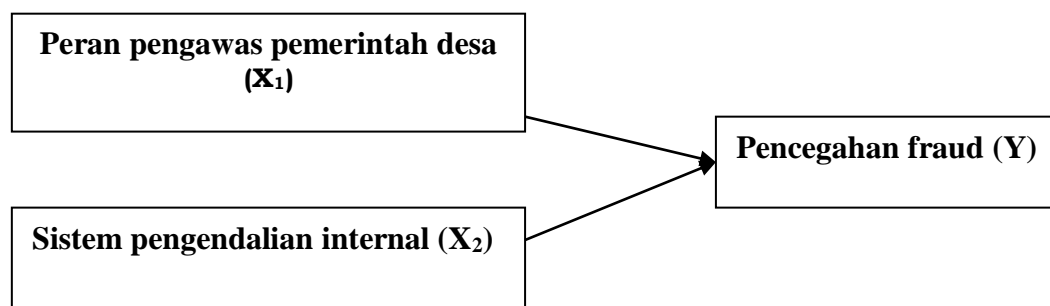 Peran pengawas pemerintah desa
(X₁)
Pencegahan fraud (Y)
Sistem pengendalian internal (X₂)